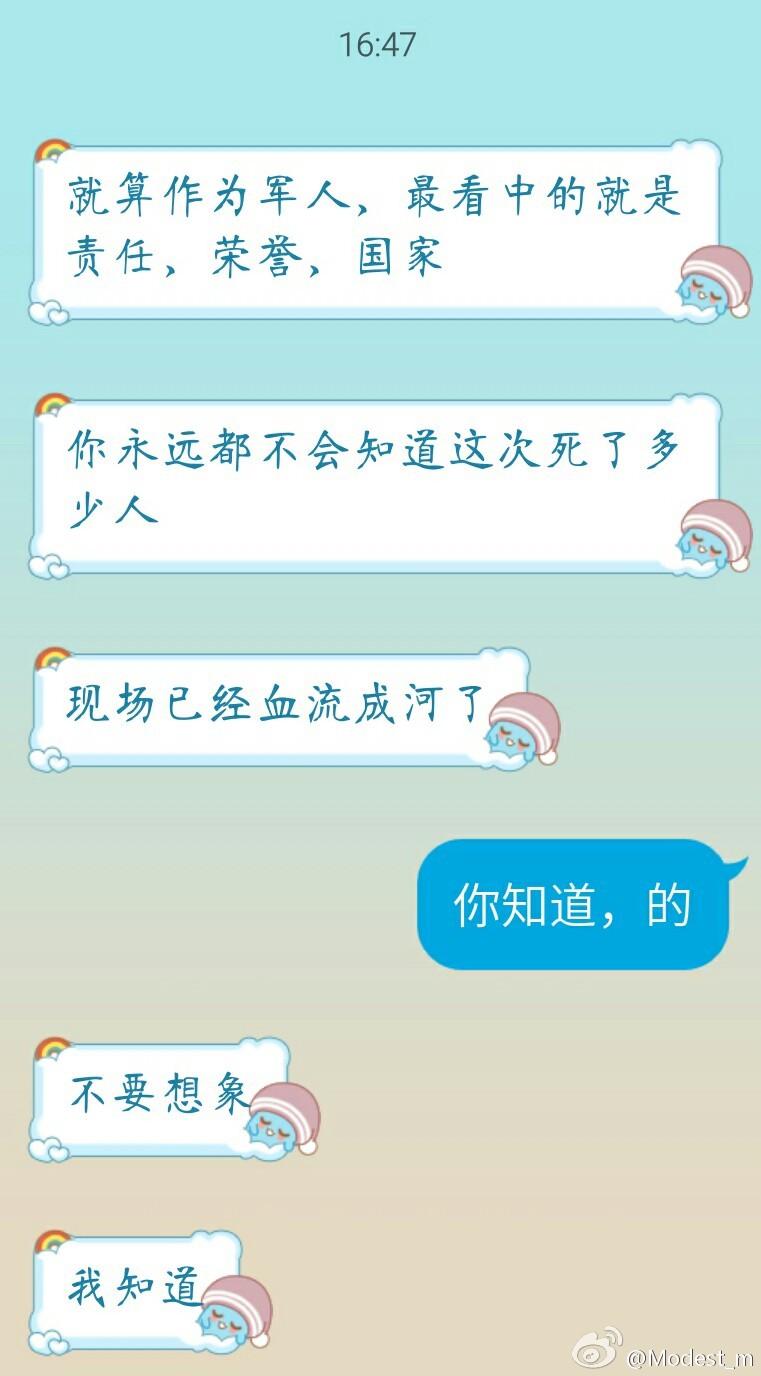 16:47
就算作为军人，最看中的就是
责任，荣誉，国家
你永远都不会知道这次死了多
少人
现场已经血流成河了
你知道，的
不要想象
我知道
@Modest_m